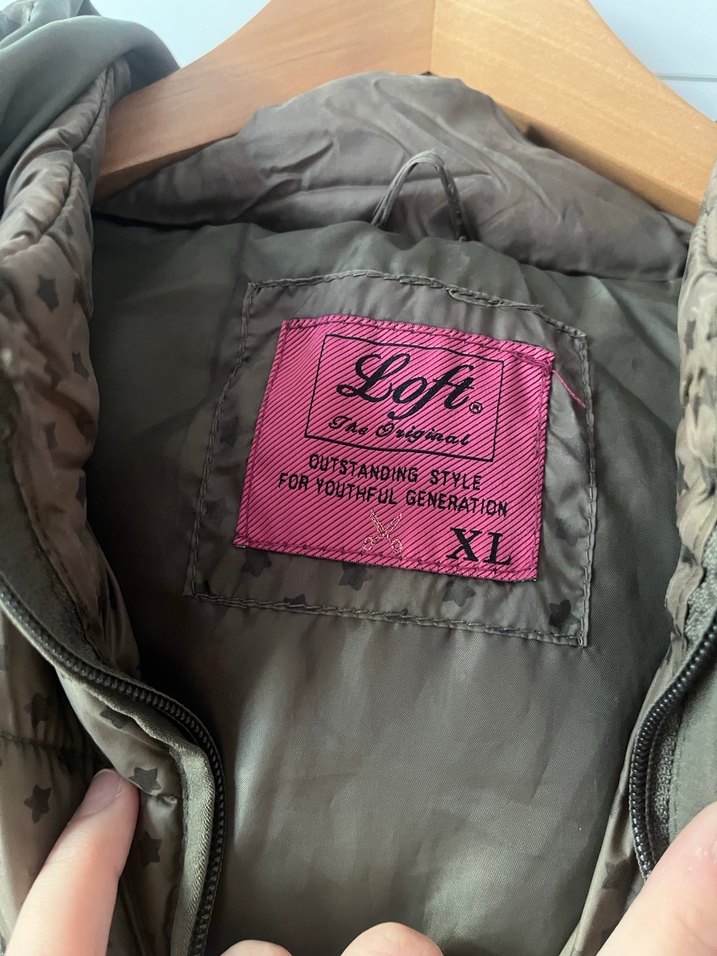 Loft®
The Original
OUTSTANDING STYLE
FOR YOUTHFUL GENERATION
XL